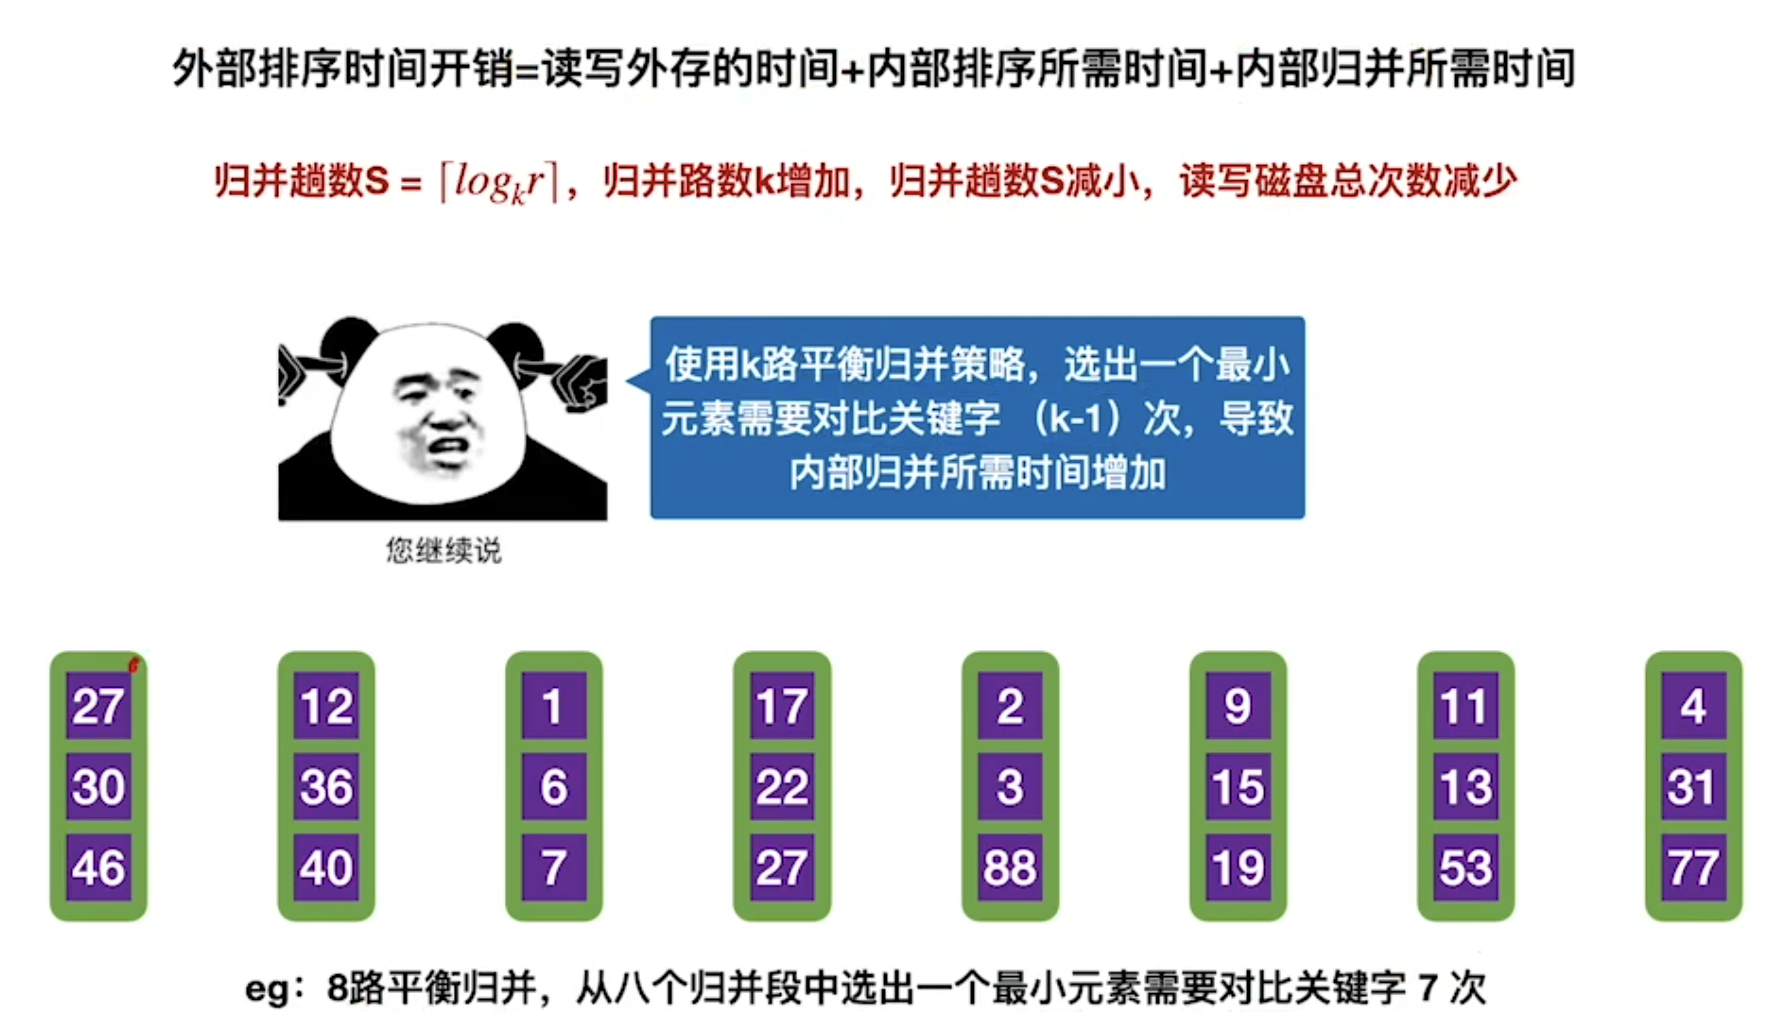 外部排序时间开销=读写外存的时间+内部排序所需时间+内部归并所需时间
归并趟数S = ⌈logₖr⌉，归并路数k增加，归并趟数S减小，读写磁盘总次数减少
使用k路平衡归并策略，选出一个最小
元素需要对比关键字 （k-1）次，导致
内部归并所需时间增加
您继续说
27 12 1 17 2 9 11 4
30 36 6 22 3 15 13 31
46 40 7 27 88 19 53 77
eg：8路平衡归并，从八个归并段中选出一个最小元素需要对比关键字 7 次